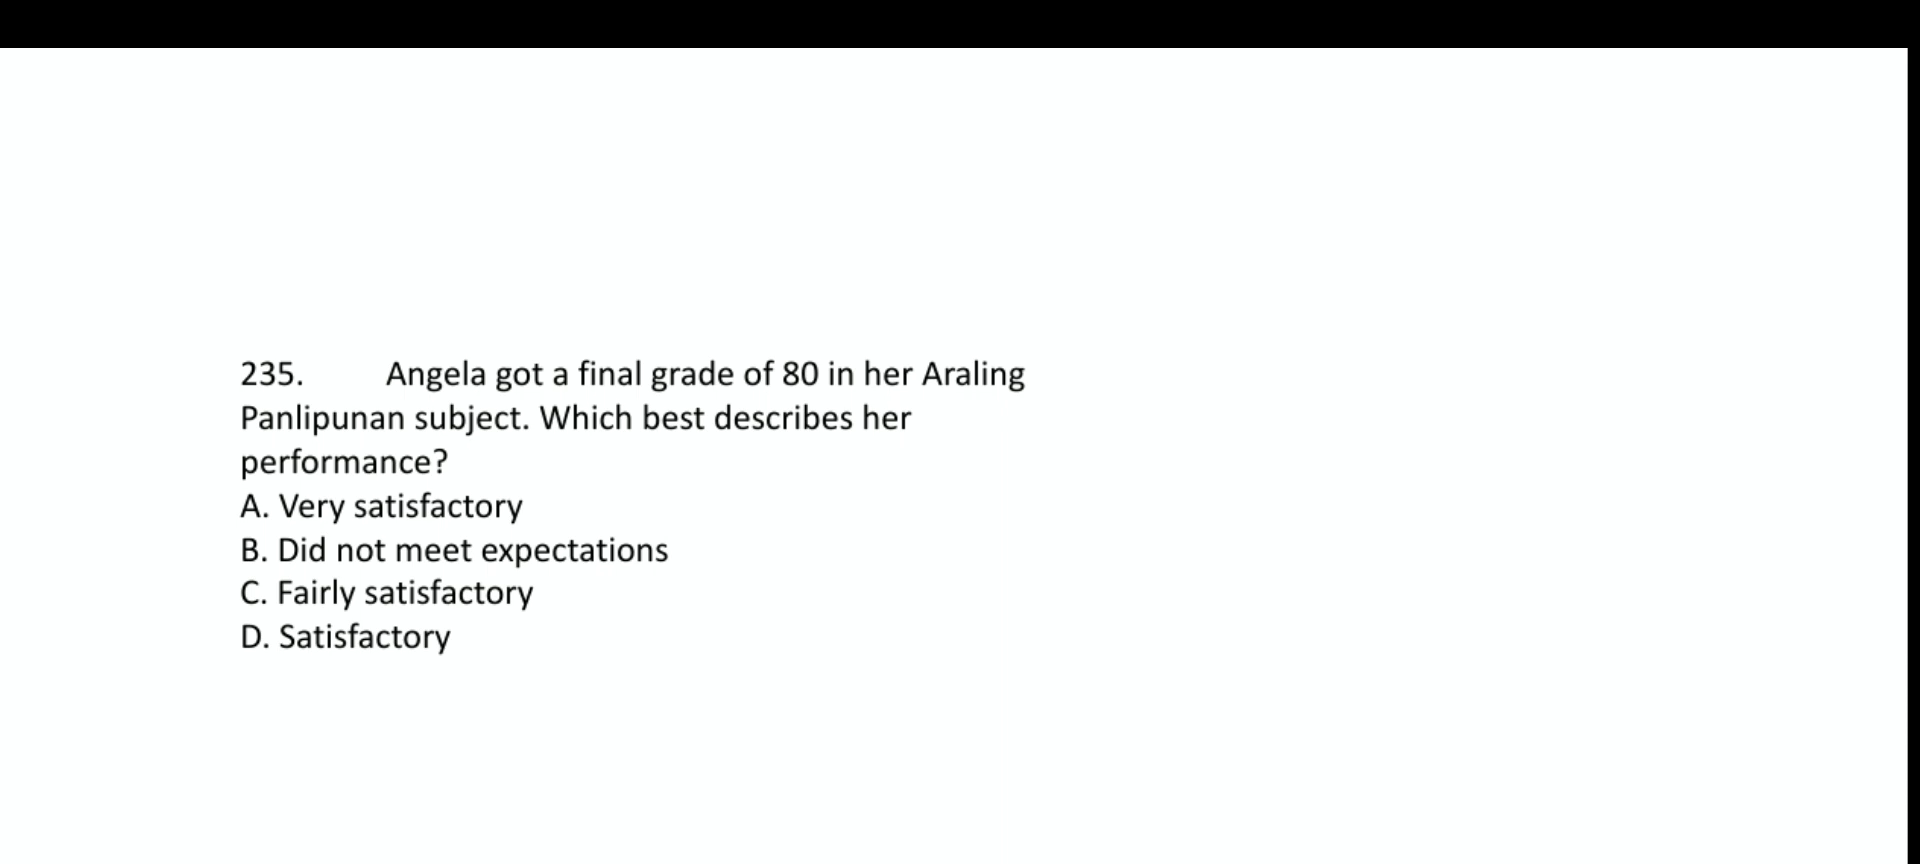 235. Angela got a final grade of 80 in her Araling
Panlipunan subject. Which best describes her
performance?
A. Very satisfactory
B. Did not meet expectations
C. Fairly satisfactory
D. Satisfactory